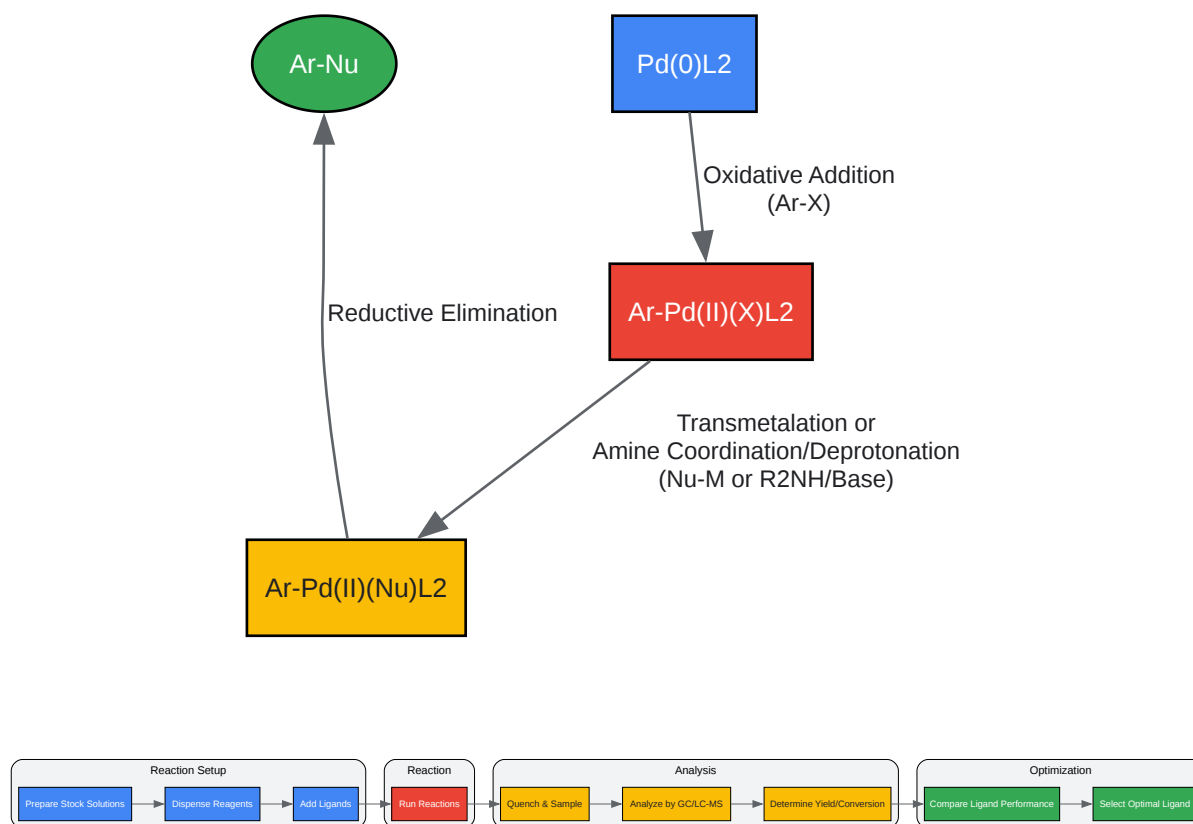 Ar-Nu
Pd(0)L2
Oxidative Addition
(Ar-X)
Ar-Pd(II)(X)L2
Reductive Elimination
Transmetalation or
Amine Coordination/Deprotonation
(Nu-M or R2NH/Base)
Ar-Pd(II)(Nu)L2
Reaction Setup
Prepare Stock Solutions
Dispense Reagents
Add Ligands
Reaction
Run Reactions
Analysis
Quench & Sample
Analyze by GC/LC-MS
Determine Yield/Conversion
Optimization
Compare Ligand Performance
Select Optimal Ligand